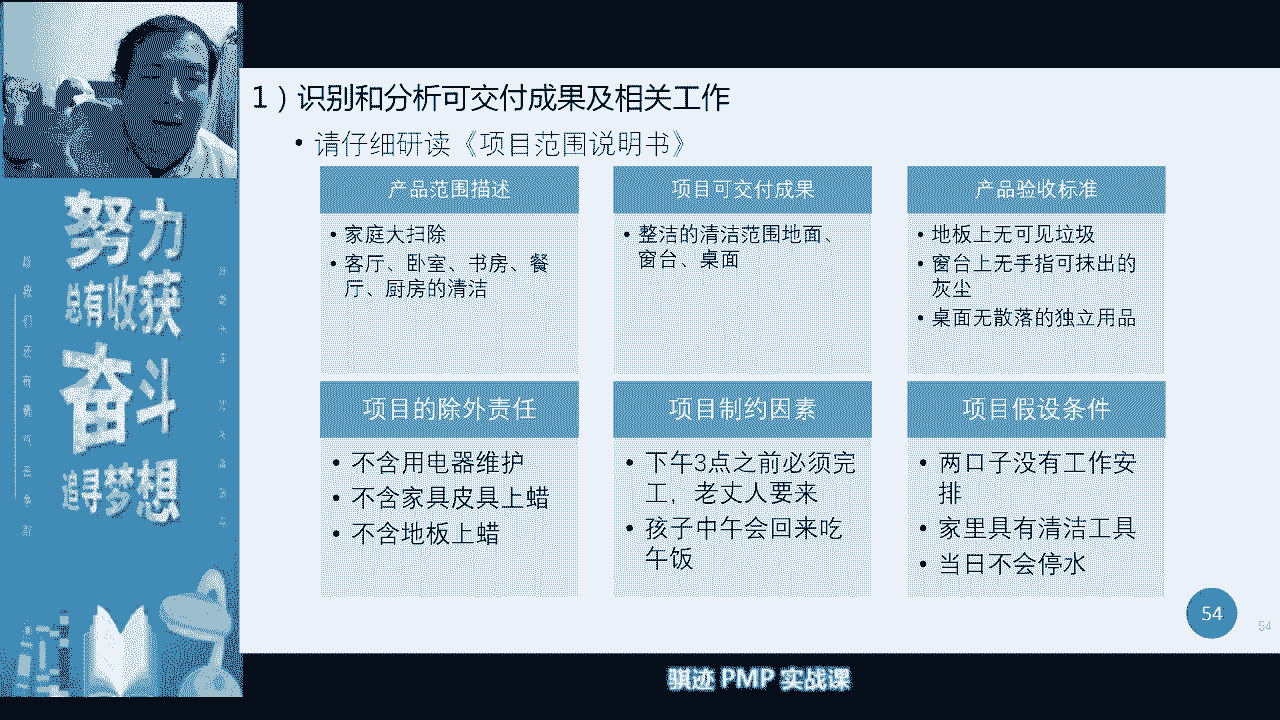 1）识别和分析可交付成果及相关工作
• 请仔细研读《项目范围说明书》
产品范围描述
• 家庭大扫除
• 客厅、卧室、书房、餐
厅、厨房的清洁
项目可交付成果
• 整洁的清洁范围地面、
窗台、桌面
产品验收标准
• 地板上无可见垃圾
• 窗台上无手指可抹出的
灰尘
• 桌面无散落的独立用品
项目的除外责任
• 不含用电器维护
• 不含家具皮具上蜡
• 不含地板上蜡
项目制约因素
• 下午3点之前必须完
工，老丈人要来
• 孩子中午会回来吃
午饭
项目假设条件
• 两口子没有工作安
排
• 家里具有清洁工具
• 当日不会停水
54
54
努力
总有收获
奋斗
追寻梦想
骐迹 PMP 实战课